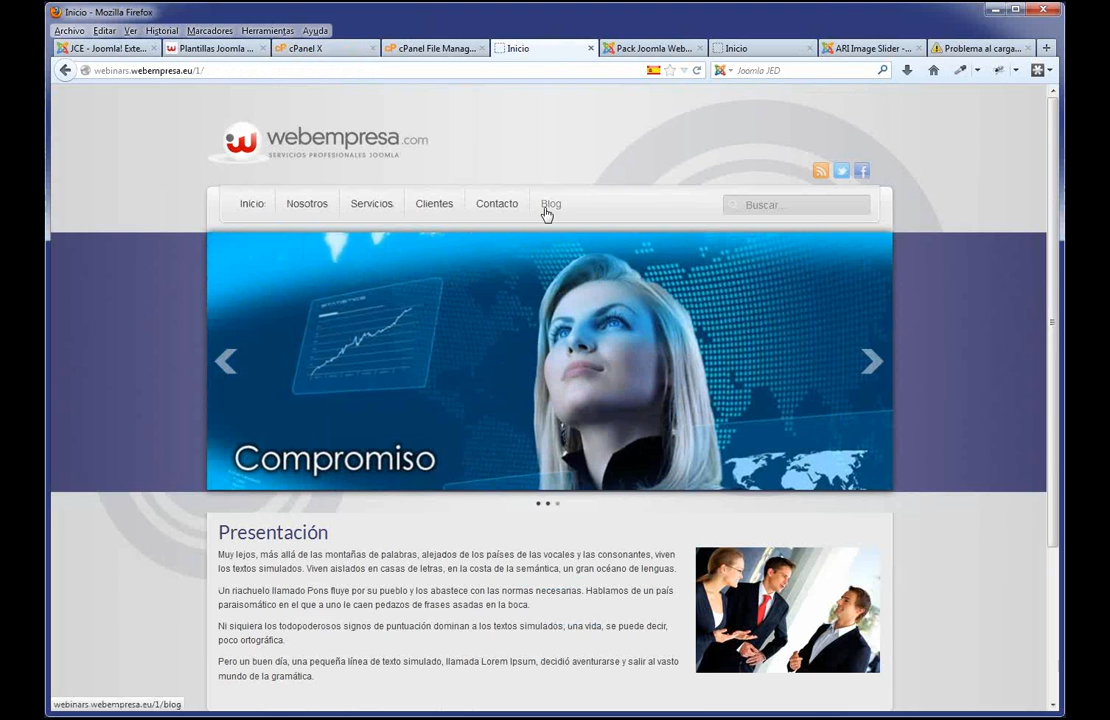 Inicio - Mozilla Firefox
Archivo Editar Ver Historial Marcadores Herramientas Ayuda
JCE - Joomla! Exte... Plantillas Joomla ... cPanel X cPanel File Manag... Inicio Pack Joomla Web... Inicio ARI Image Slider -... Problema al carga...
webinars.webempresa.eu/1/ Joomla JED
webempresa.com
SERVICIOS PROFESIONALES JOOMLA
Inicio Nosotros Servicios Clientes Contacto Blog Buscar...
STATISTICS
Compromiso
Presentación
Muy lejos, más allá de las montañas de palabras, alejados de los países de las vocales y las consonantes, viven
los textos simulados. Viven aislados en casas de letras, en la costa de la semántica, un gran océano de lenguas.
Un riachuelo llamado Pons fluye por su pueblo y los abastece con las normas necesarias. Hablamos de un país
paraisomático en el que a uno le caen pedazos de frases asadas en la boca.
Ni siquiera los todopoderosos signos de puntuación dominan a los textos simulados; una vida, se puede decir,
poco ortográfica.
Pero un buen día, una pequeña línea de texto simulado, llamada Lorem Ipsum, decidió aventurarse y salir al vasto
mundo de la gramática.
webinars.webempresa.eu/1/blog